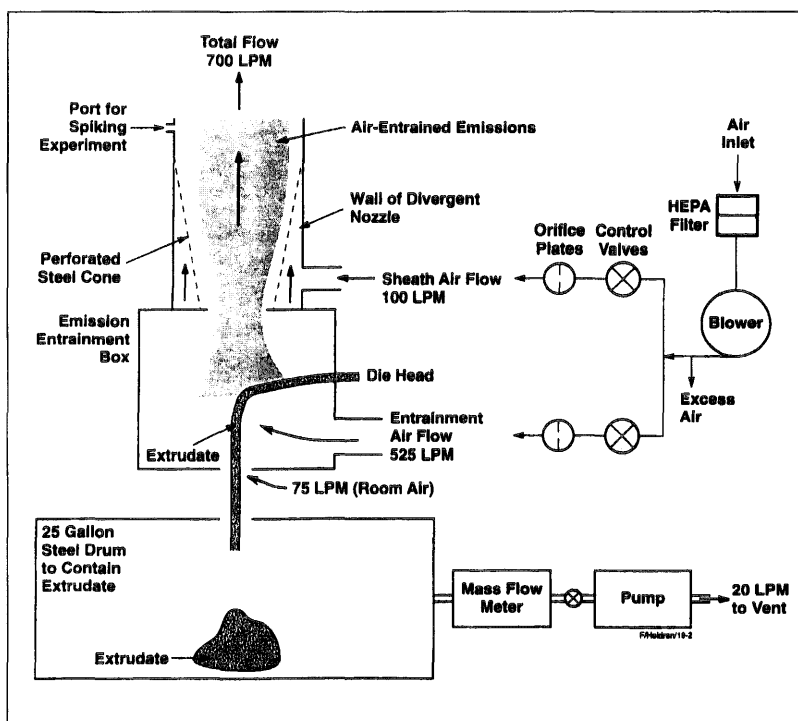 Total Flow
700 LPM
Port for
Spiking
Experiment
Air-Entrained Emissions
Air
Inlet
Wall of Divergent
Nozzle
HEPA
Filter
Orifice
Plates
Control
Valves
Perforated
Steel Cone
Sheath Air Flow
100 LPM
Blower
Emission
Entrainment
Box
Die Head
Excess
Air
Entrainment
Air Flow
525 LPM
Extrudate
75 LPM (Room Air)
25 Gallon
Steel Drum
to Contain
Extrudate
Mass Flow
Meter
Pump
20 LPM
to Vent
F/Holdren/19-2
Extrudate